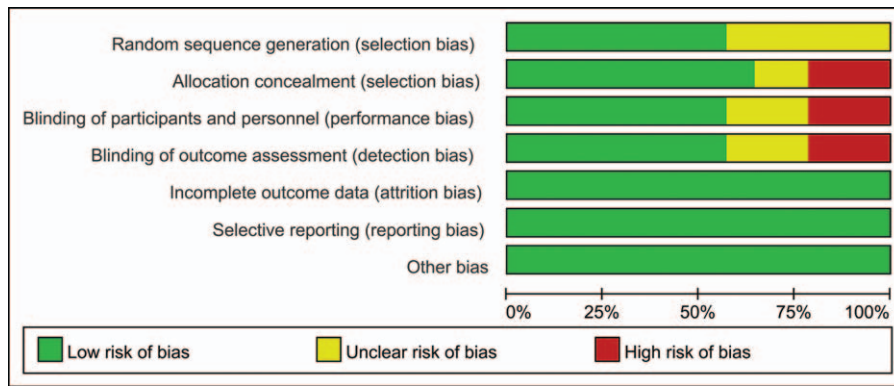 Random sequence generation (selection bias)
Allocation concealment (selection bias)
Blinding of participants and personnel (performance bias)
Blinding of outcome assessment (detection bias)
Incomplete outcome data (attrition bias)
Selective reporting (reporting bias)
Other bias
0% 25% 50% 75% 100%
Low risk of bias Unclear risk of bias High risk of bias